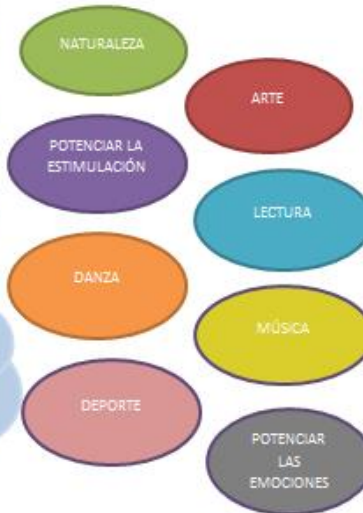 NATURALEZA
ARTE
POTENCIAR LA
ESTIMULACIÓN
LECTURA
DANZA
MÚSICA
DEPORTE
POTENCIAR
LAS
EMOCIONES